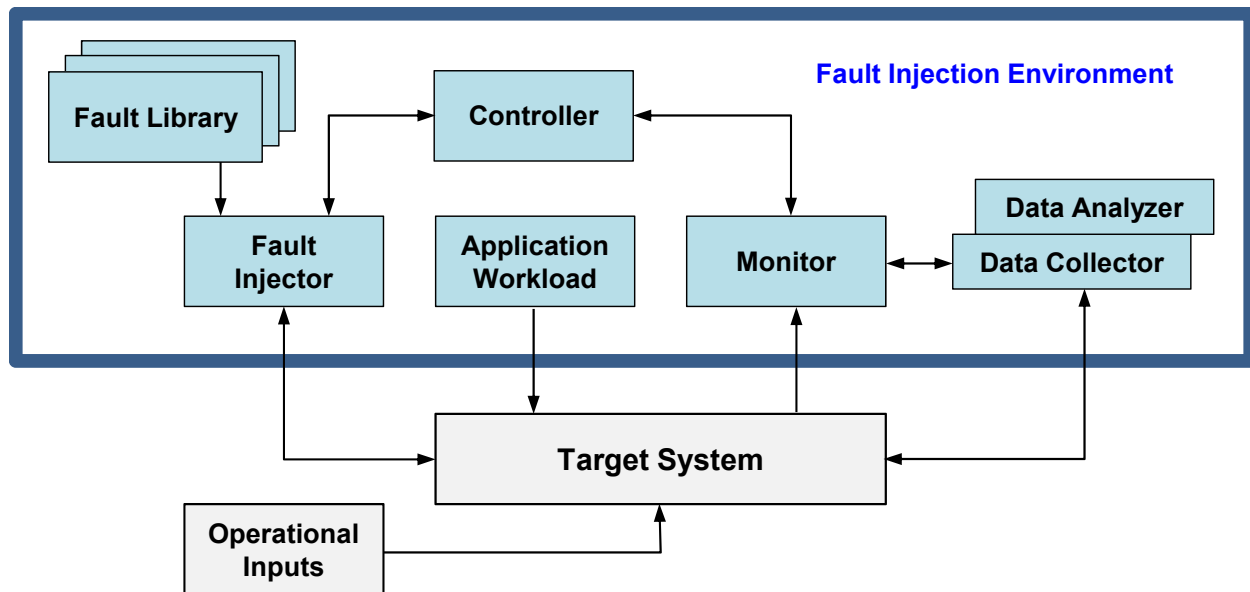 Fault Injection Environment
Fault Library
Controller
Data Analyzer
Fault
Injector
Application
Workload
Monitor
Data Collector
Target System
Operational
Inputs